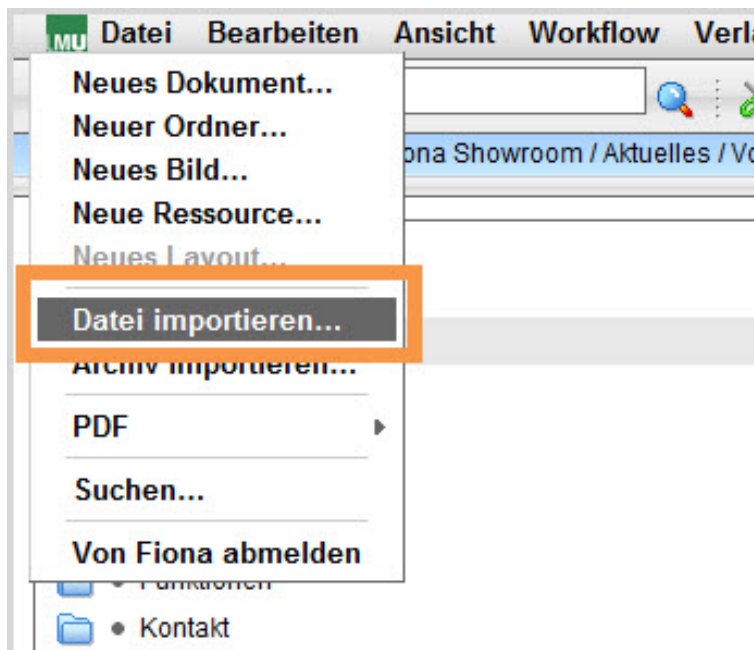 LMU Datei Bearbeiten Ansicht Workflow
Neues Dokument...
Neuer Ordner...
Neues Bild...
ona Showroom / Aktuelles /
Neue Ressource...
Neues Layout...
Datei importieren...
Archiv importieren...
PDF
Suchen...
Von Fiona abmelden
Funktionen
Kontakt